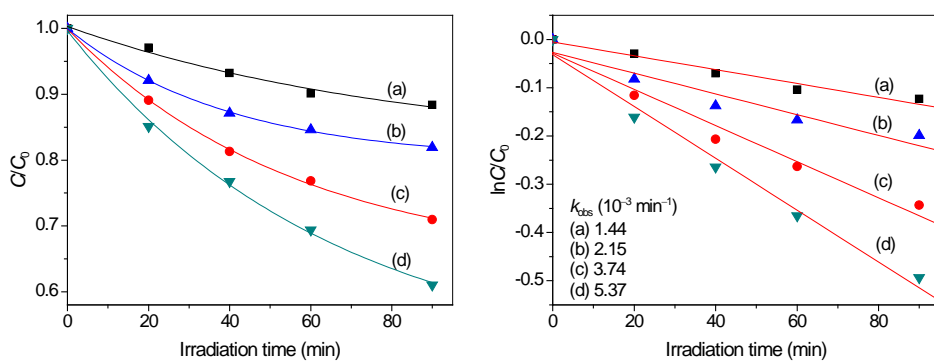 1.0
0.9
0.8
0.7
0.6
C/C₀
0 20 40 60 80
Irradiation time (min)
(a)
(b)
(c)
(d)
0.0
-0.1
-0.2
-0.3
-0.4
-0.5
lnC/C₀
0 20 40 60 80
Irradiation time (min)
(a)
(b)
(c)
(d)
k_obs (10⁻³ min⁻¹)
(a) 1.44
(b) 2.15
(c) 3.74
(d) 5.37